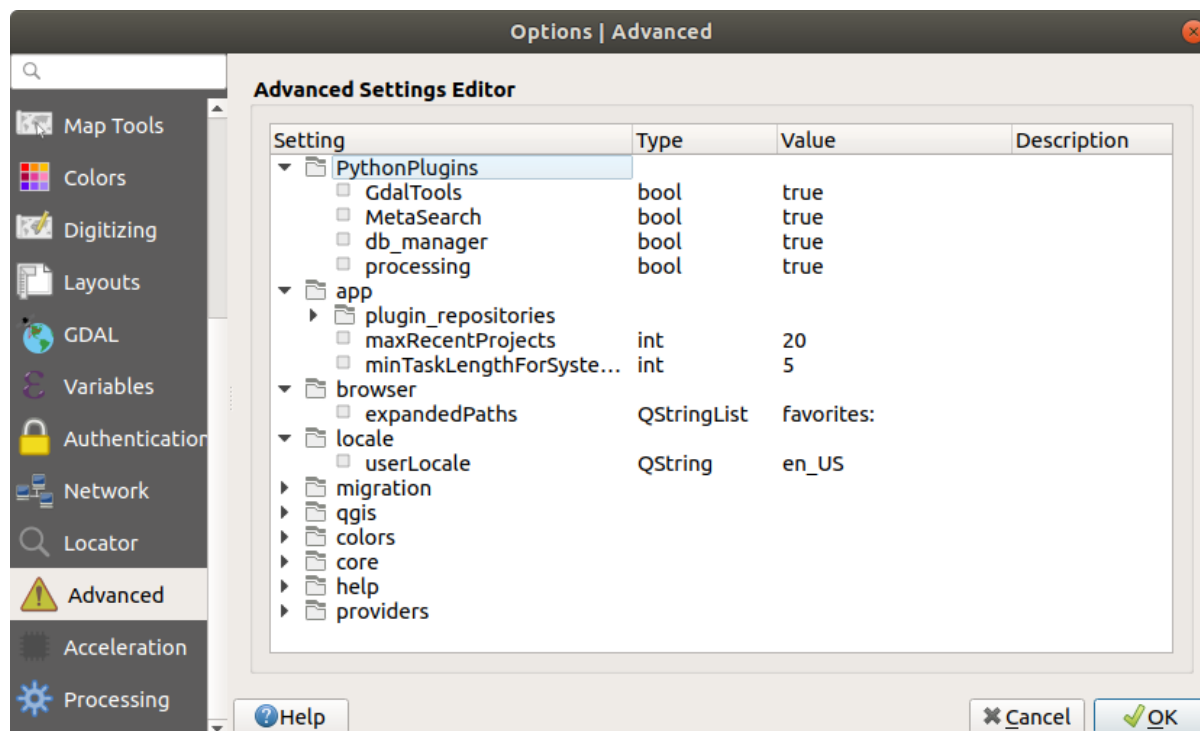 Options | Advanced
Map Tools
Colors
Digitizing
Layouts
GDAL
Variables
Authentication
Network
Locator
Advanced
Acceleration
Processing
Advanced Settings Editor
Setting Type Value Description
PythonPlugins
GdalTools bool true
MetaSearch bool true
db_manager bool true
processing bool true
app
plugin_repositories
maxRecentProjects int 20
minTaskLengthForSyste... int 5
browser
expandedPaths QStringList favorites:
locale
userLocale QString en_US
migration
qgis
colors
core
help
providers
Help
Cancel
OK